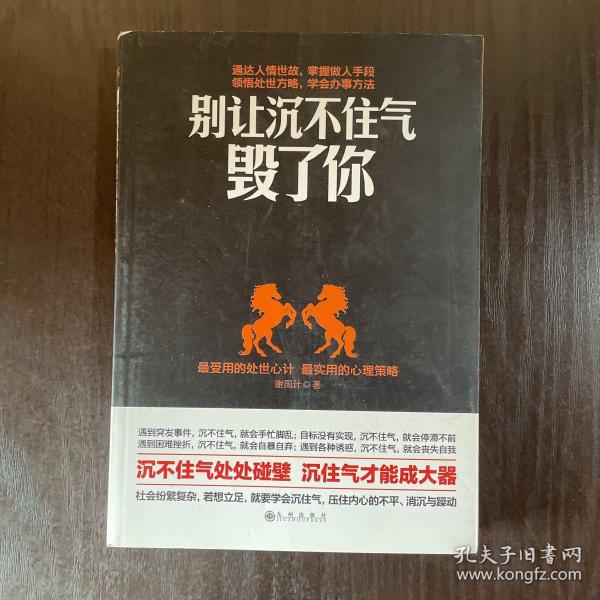 通达人情世故，掌握做人手段
领悟处世方略，学会办事方法
别让沉不住气
毁了你
最受用的处世心计 最实用的心理策略
谢国计◎著
遇到突发事件，沉不住气，就会手忙脚乱；目标没有实现，沉不住气，就会停滞不前
遇到困难挫折，沉不住气，就会自暴自弃；遇到各种诱惑，沉不住气，就会丧失自我
沉不住气处处碰壁 沉住气才能成大器
社会纷繁复杂，若想立足，就要学会沉住气，压住内心的不平、消沉与躁动
九州出版社
JIUZHOUPRESS
孔夫子旧书网
www.kongfz.com